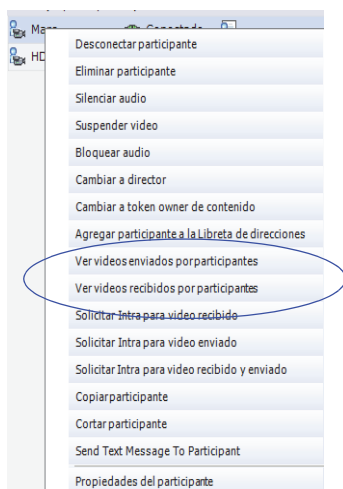 Conectado
HD
Desconectar participante
Eliminar participante
Silenciar audio
Suspender video
Bloquear audio
Cambiar a director
Cambiar a token owner de contenido
Agregar participante a la Libreta de direcciones
Ver videos enviados por participantes
Ver videos recibidos por participantes
Solicitar Intra para video recibido
Solicitar Intra para video enviado
Solicitar Intra para video recibido y enviado
Copiar participante
Cortar participante
Send Text Message To Participant
Propiedades del participante